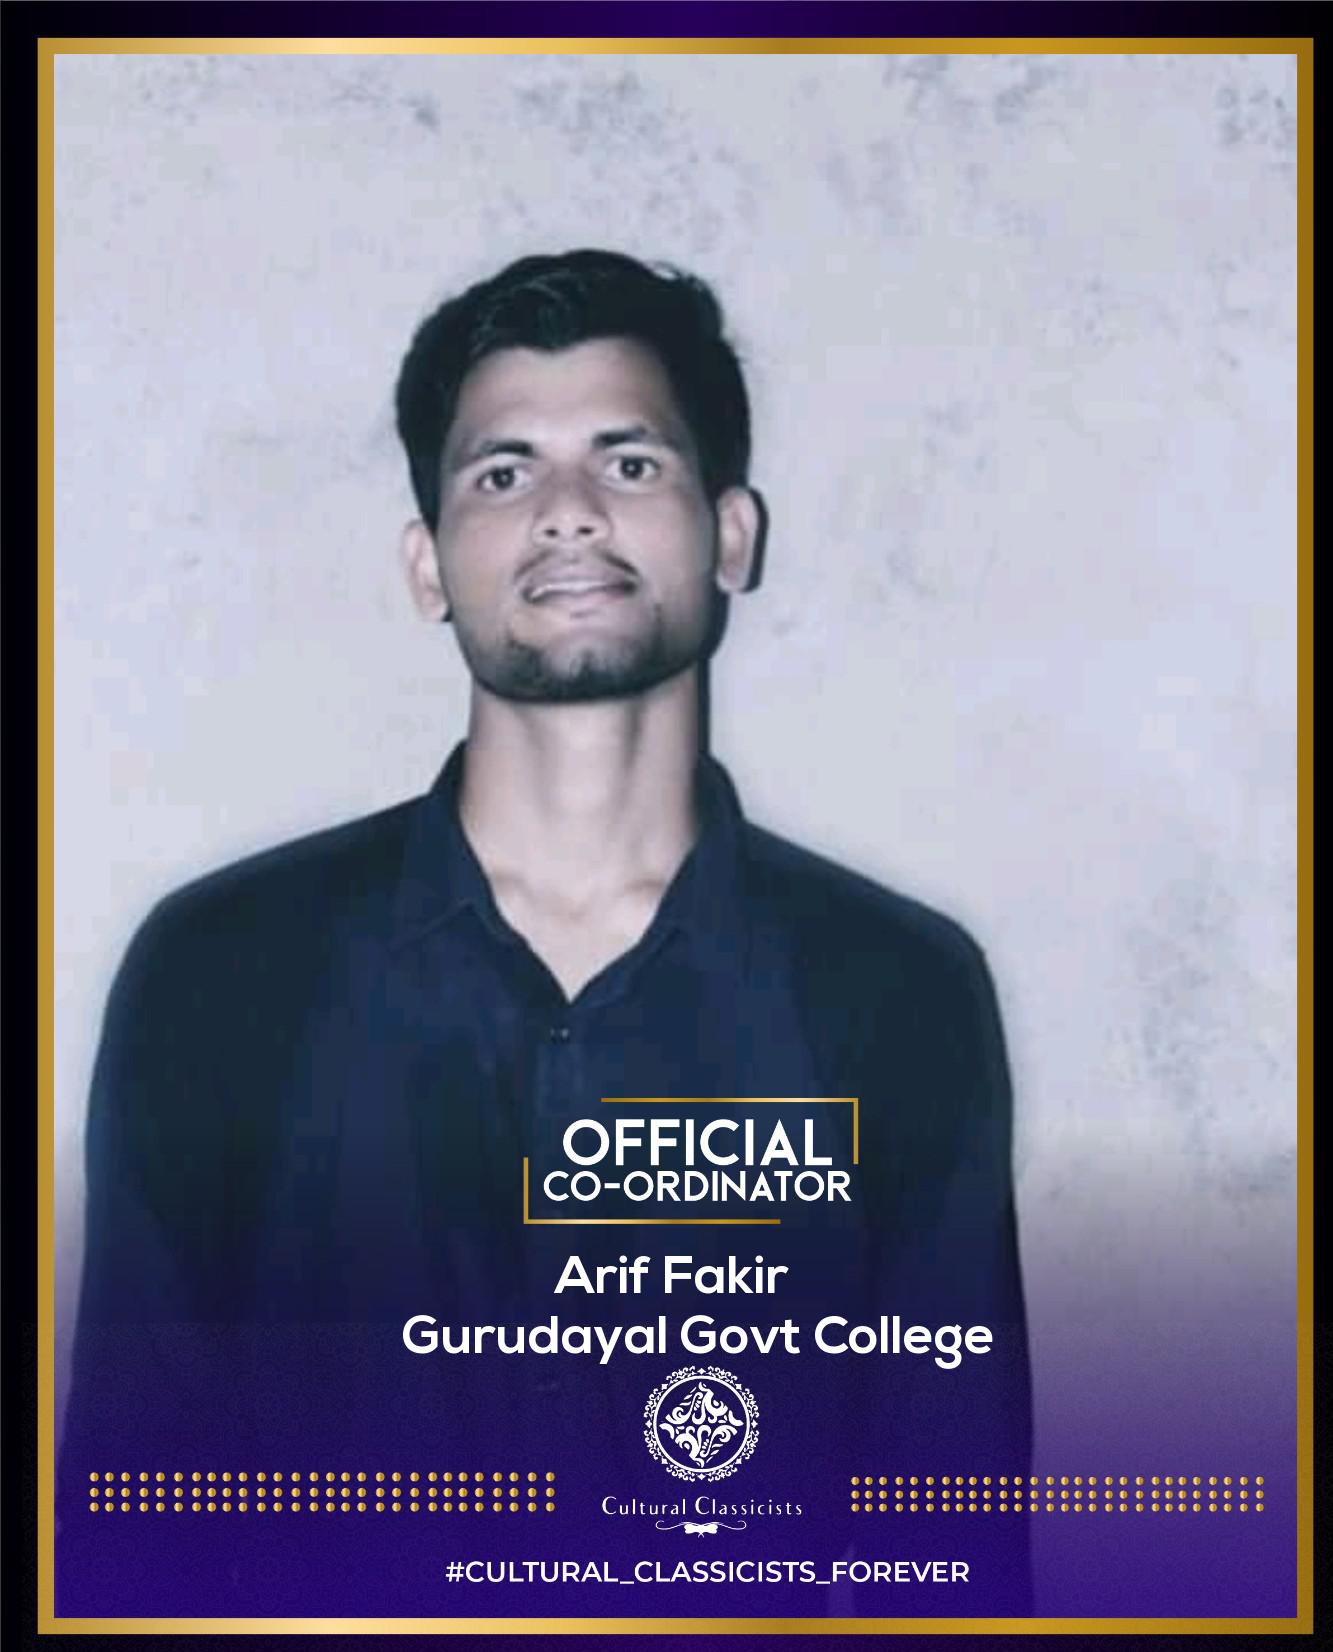 OFFICIAL
CO-ORDINATOR
Arif Fakir
Gurudayal Govt College
Cultural Classicists
#CULTURAL_CLASSICISTS_FOREVER